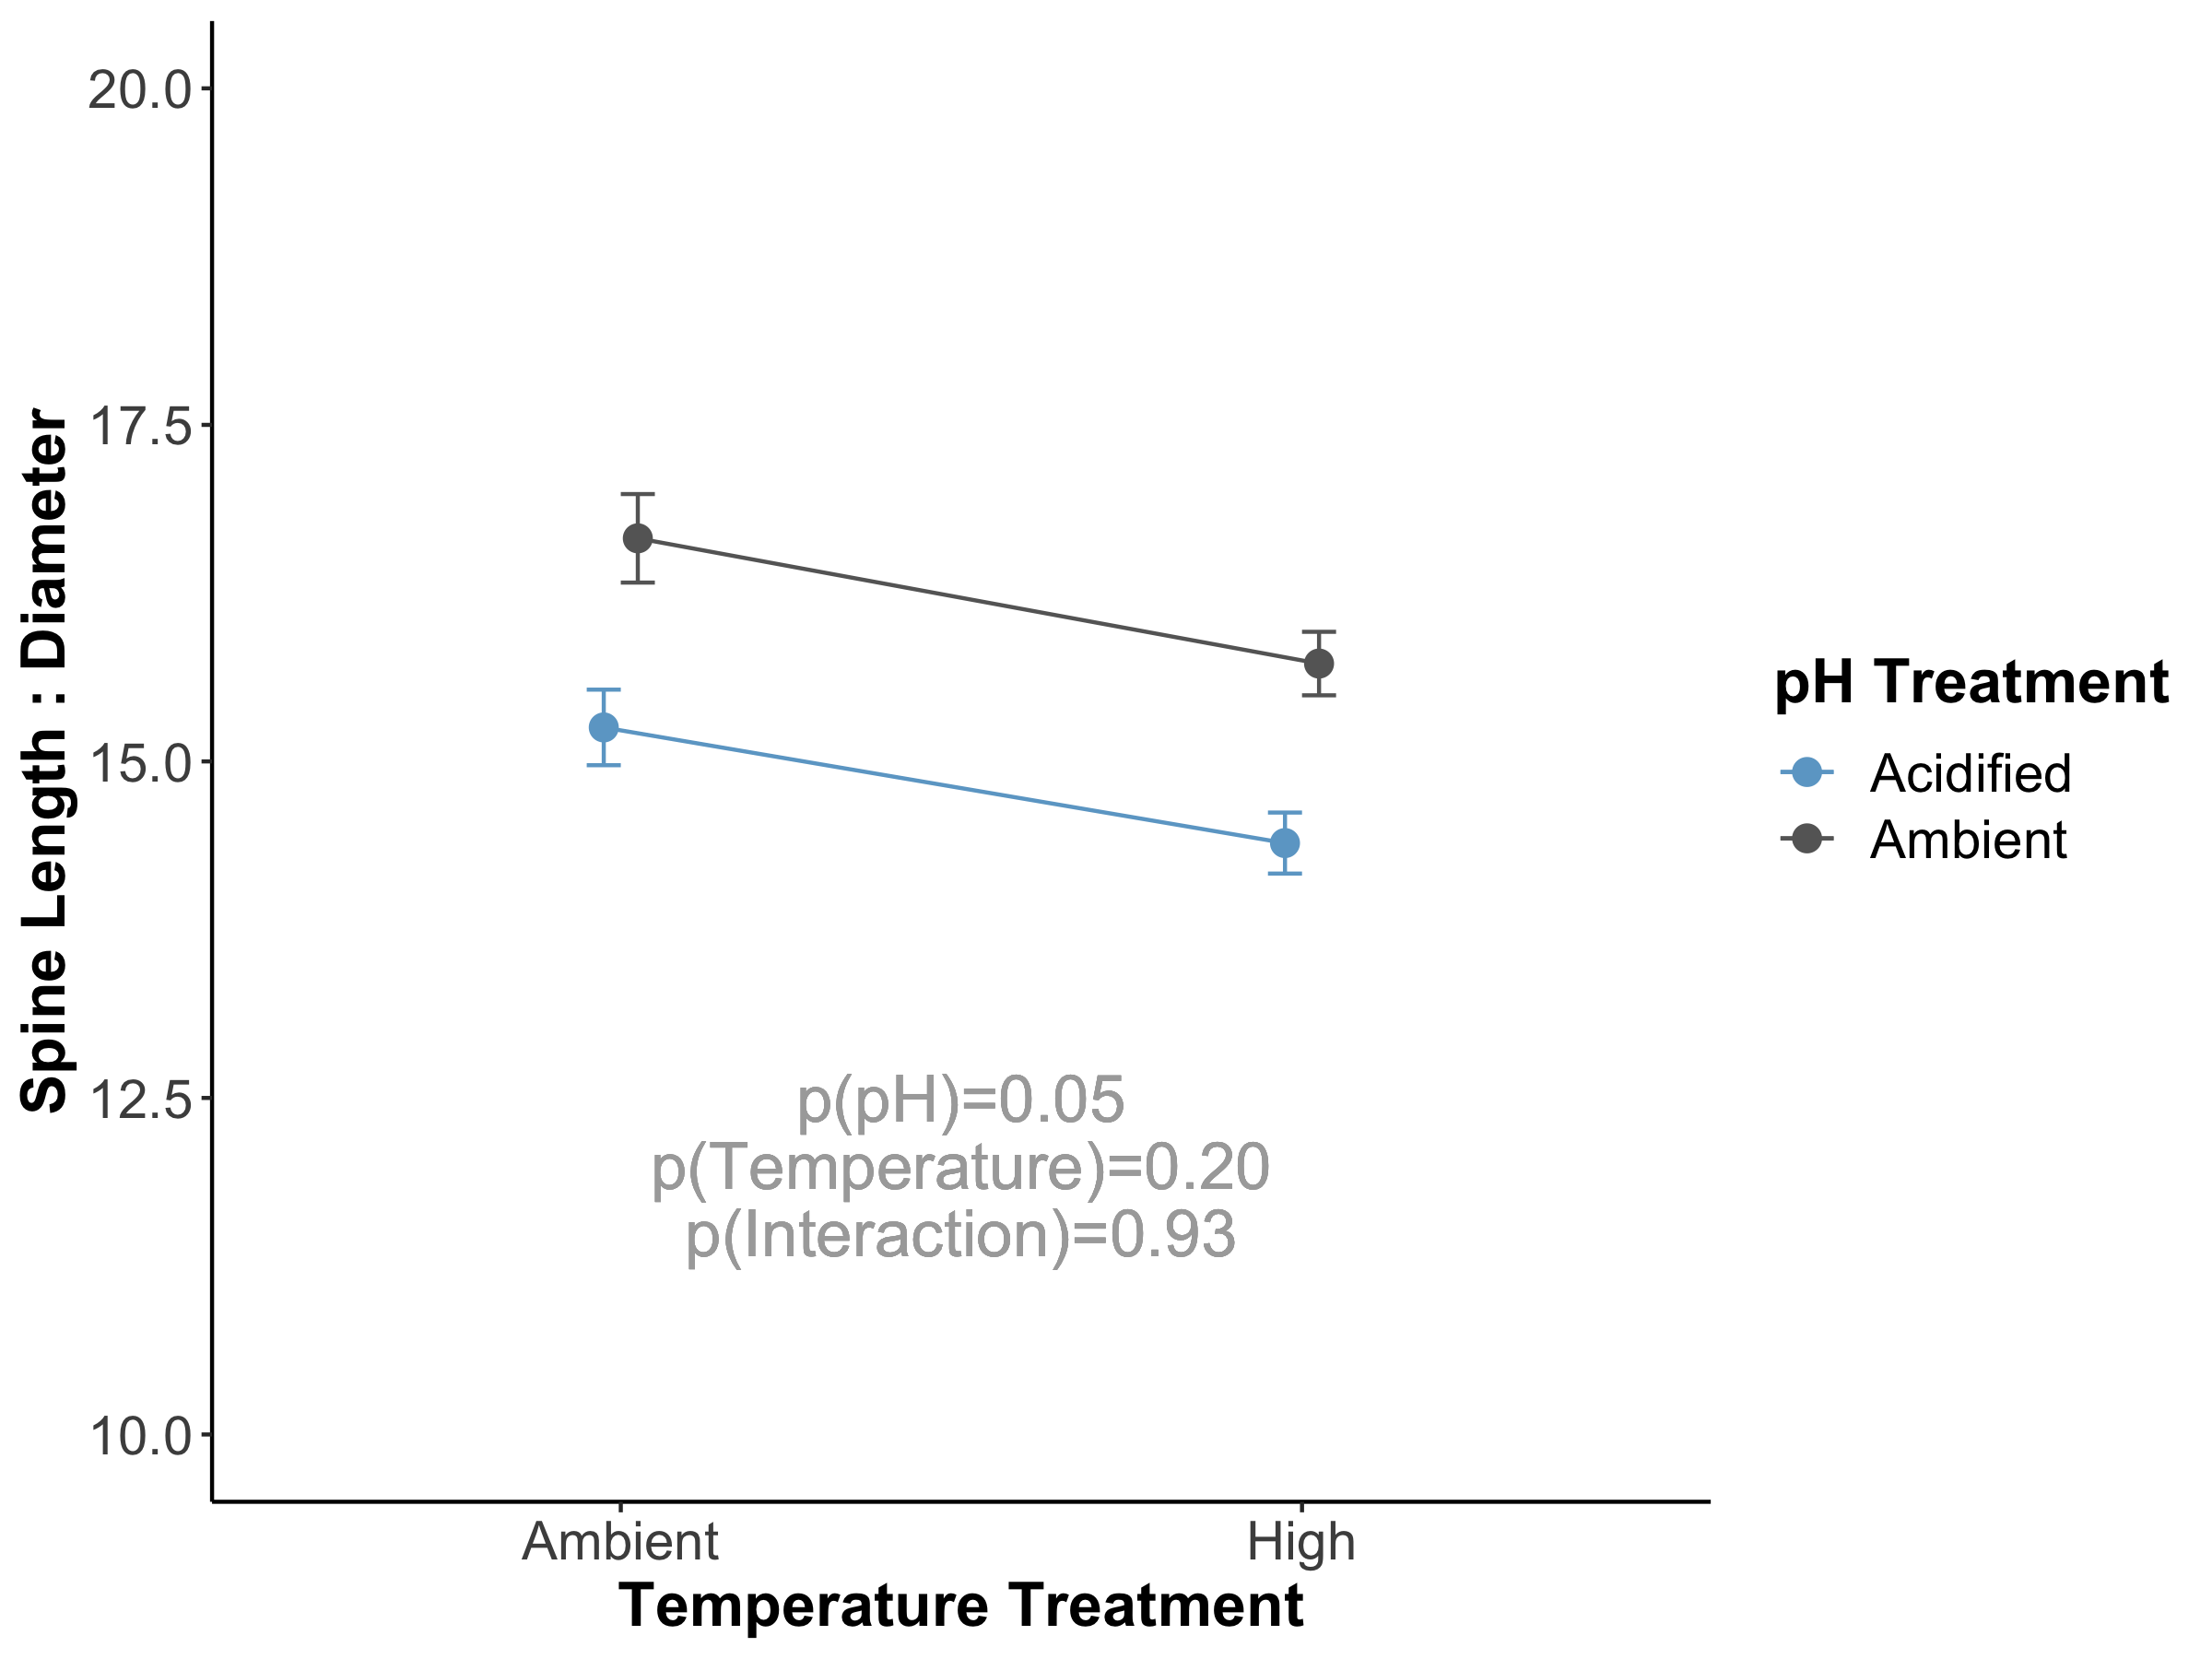 20.0
17.5
15.0
12.5
10.0
Spine Length : Diameter
p(pH)=0.05
p(Temperature)=0.20
p(Interaction)=0.93
Ambient
High
Temperature Treatment
pH Treatment
Acidified
Ambient